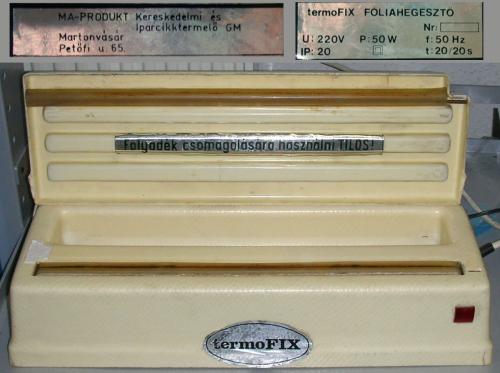 MA-PRODUKT Kereskedelmi és
Iparcikktermelő GM
Martonvásár
Petőfi u. 65.
termoFIX FÓLIAHEGESZTŐ
Nr:
U: 220V P: 50W f: 50 Hz
IP: 20 t: 20/20s
Folyadék csomagolására használni TILOS!
termoFIX